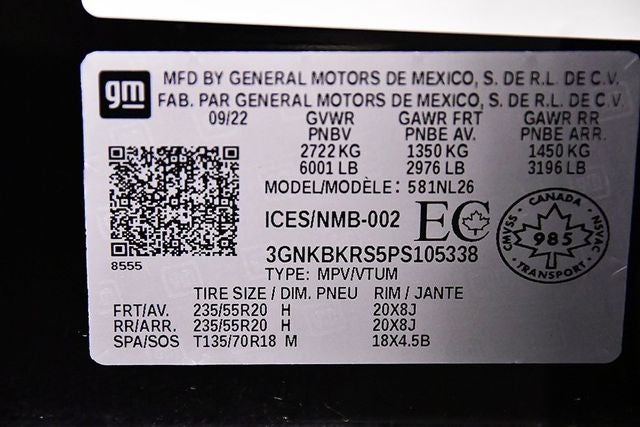 gm
MFD BY GENERAL MOTORS DE MEXICO, S. DE R.L. DE C.V.
FAB. PAR GENERAL MOTORS DE MEXICO, S. DE R.L. DE C.V.
09/22 GVWR GAWR FRT GAWR RR
PNBV PNBE AV. PNBE ARR.
2722 KG 1350 KG 1450 KG
6001 LB 2976 LB 3196 LB
MODEL/MODÈLE: 581NL26
ICES/NMB-002 EC
CANADA
CMVSS 985 NSVAC
TRANSPORT
3GNKBKRS5PS105338
8555
TYPE: MPV/VTUM
TIRE SIZE / DIM. PNEU RIM / JANTE
FRT/AV. 235/55R20 H 20X8J
RR/ARR. 235/55R20 H 20X8J
SPA/SOS T135/70R18 M 18X4.5B